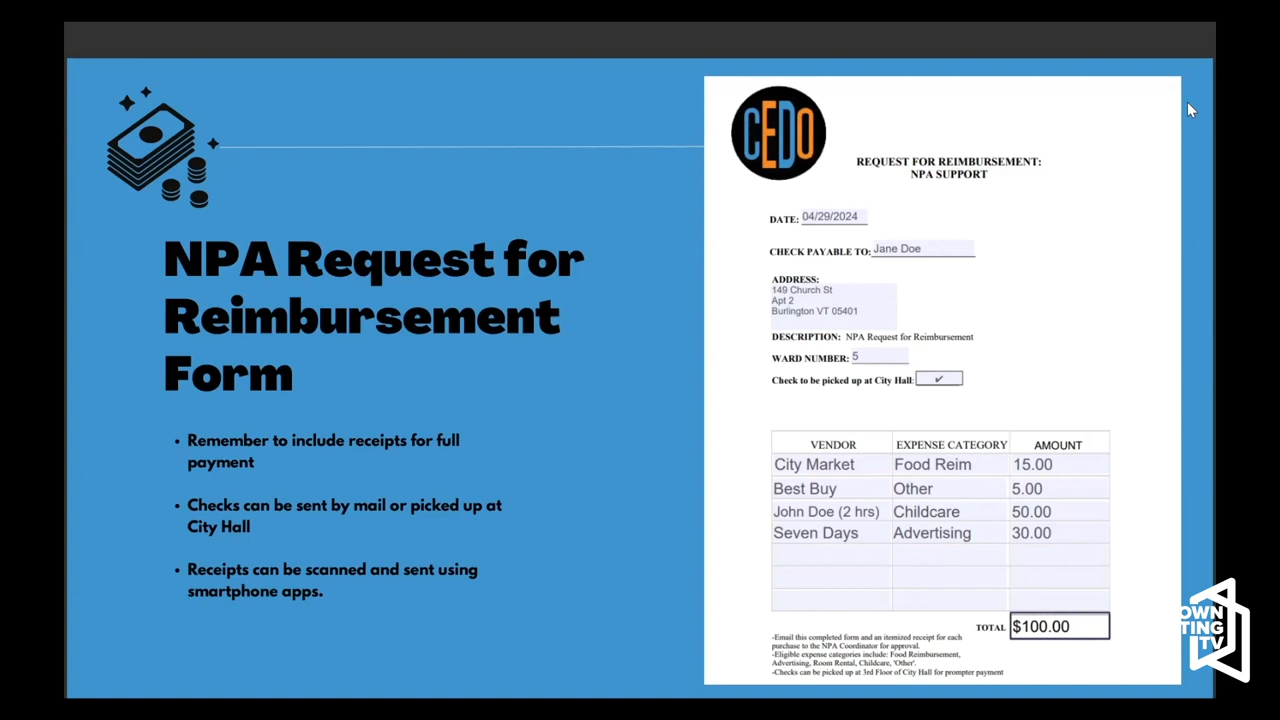 NPA Request for
Reimbursement
Form
• Remember to include receipts for full
payment
• Checks can be sent by mail or picked up at
City Hall
• Receipts can be scanned and sent using
smartphone apps.
CEDO
REQUEST FOR REIMBURSEMENT:
NPA SUPPORT
DATE: 04/29/2024
CHECK PAYABLE TO: Jane Doe
ADDRESS:
149 Church St
Apt 2
Burlington VT 05401
DESCRIPTION: NPA Request for Reimbursement
WARD NUMBER: 5
Check to be picked up at City Hall: ✓
VENDOR EXPENSE CATEGORY AMOUNT
City Market Food Reim 15.00
Best Buy Other 5.00
John Doe (2 hrs) Childcare 50.00
Seven Days Advertising 30.00
TOTAL $100.00
-Email this completed form and an itemized receipt for each
purchase to the NPA Coordinator for approval.
-Eligible expense categories include: Food Reimbursement,
Advertising, Room Rental, Childcare, 'Other'.
-Checks can be picked up at 3rd Floor of City Hall for prompter payment
OWN
TING
TV